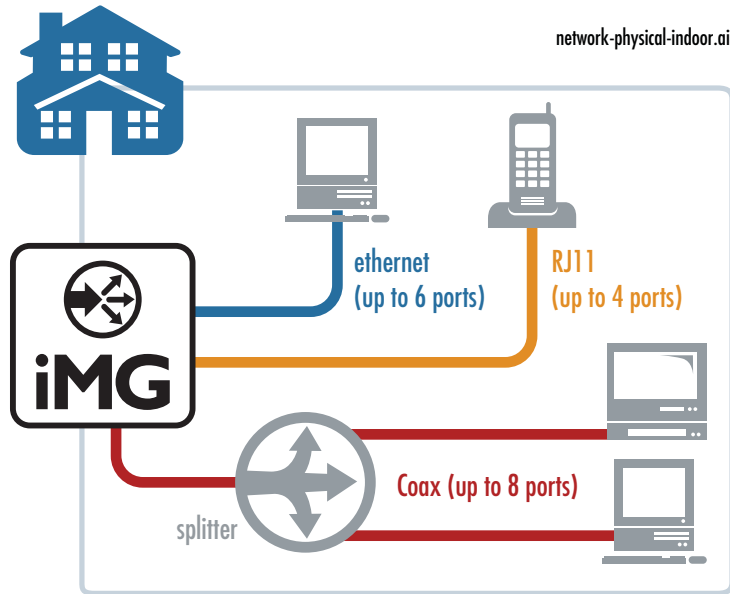 network-physical-indoor.ai
ethernet
(up to 6 ports)
RJ11
(up to 4 ports)
iMG
Coax (up to 8 ports)
splitter